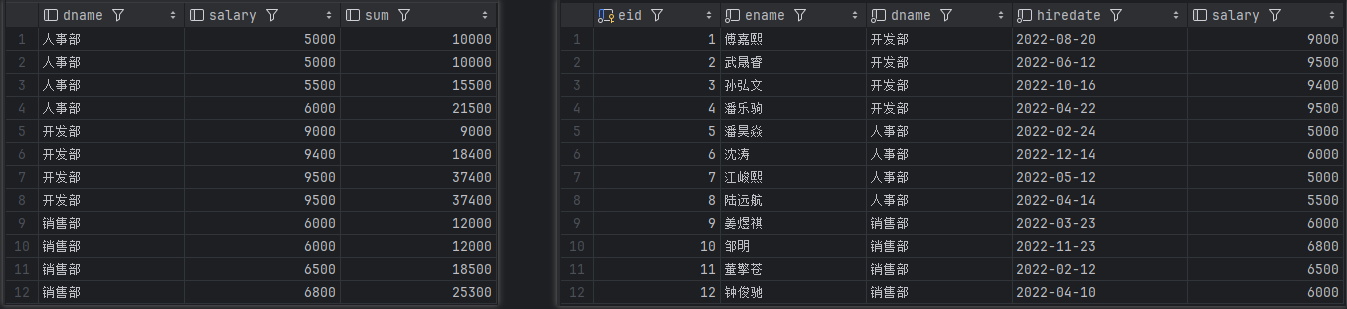 dname salary sum
1 人事部 5000 10000
2 人事部 5000 10000
3 人事部 5500 15500
4 人事部 6000 21500
5 开发部 9000 9000
6 开发部 9400 18400
7 开发部 9500 37400
8 开发部 9500 37400
9 销售部 6000 12000
10 销售部 6000 12000
11 销售部 6500 18500
12 销售部 6800 25300
eid ename dname hiredate salary
1 1 傅嘉熙 开发部 2022-08-20 9000
2 2 武晟睿 开发部 2022-06-12 9500
3 3 孙弘文 开发部 2022-10-16 9400
4 4 潘乐驹 开发部 2022-04-22 9500
5 5 潘昊焱 人事部 2022-02-24 5000
6 6 沈涛 人事部 2022-12-14 6000
7 7 江峻熙 人事部 2022-05-12 5000
8 8 陆远航 人事部 2022-04-14 5500
9 9 姜煜祺 销售部 2022-03-23 6000
10 10 邹明 销售部 2022-11-23 6800
11 11 董擎苍 销售部 2022-02-12 6500
12 12 钟俊驰 销售部 2022-04-10 6000